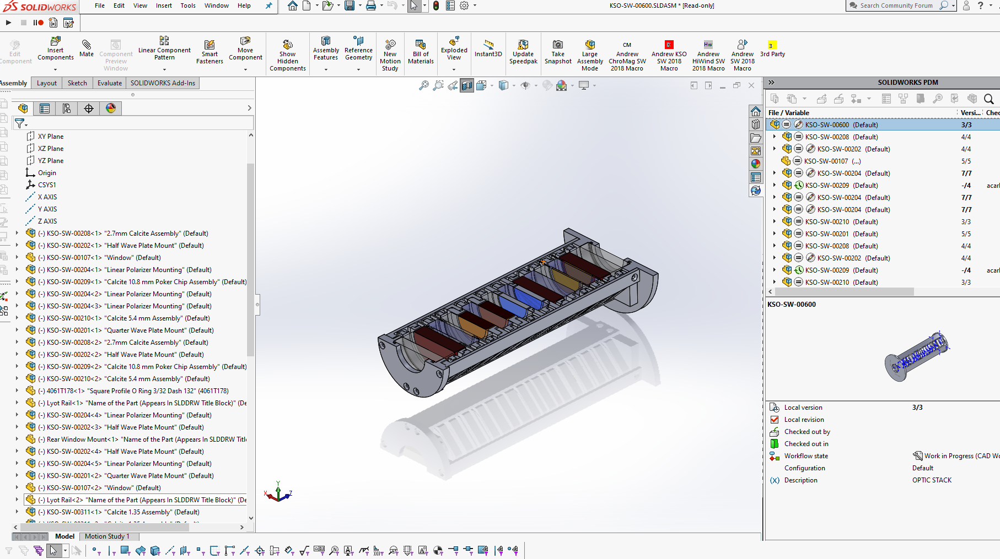 SOLIDWORKS
File Edit View Insert Tools Window Help
KSO-SW-00600.SLDASM * [Read-only]
Search Community Forum
?
Edit Component
Insert Components
Mate
Component Preview Window
Linear Component Pattern
Smart Fasteners
Move Component
Show Hidden Components
Assembly Features
Reference Geometry
New Motion Study
Bill of Materials
Exploded View
Instant3D
Update Speedpak
Take Snapshot
Large Assembly Mode
CM
Andrew ChroMag SW 2018 Macro
K
Andrew KSO SW 2018 Macro
Hw
Andrew HiWind SW 2018 Macro
Andrew SW 2018 Macro
3
3rd Party
Assembly Layout Sketch Evaluate SOLIDWORKS Add-Ins
XY Plane
XZ Plane
YZ Plane
Origin
CSYS1
X AXIS
Y AXIS
Z AXIS
(-) KSO-SW-00208<1> "2.7mm Calcite Assembly" (Default)
(-) KSO-SW-00202<1> "Half Wave Plate Mount" (Default)
(-) KSO-SW-00107<1> "Window" (Default)
(-) KSO-SW-00204<1> "Linear Polarizer Mounting" (Default)
(-) KSO-SW-00209<1> "Calcite 10.8 mm Poker Chip Assembly" (Default)
(-) KSO-SW-00204<2> "Linear Polarizer Mounting" (Default)
(-) KSO-SW-00204<3> "Linear Polarizer Mounting" (Default)
(-) KSO-SW-00210<1> "Calcite 5.4 mm Assembly" (Default)
(-) KSO-SW-00201<1> "Quarter Wave Plate Mount" (Default)
(-) KSO-SW-00208<2> "2.7mm Calcite Assembly" (Default)
(-) KSO-SW-00202<2> "Half Wave Plate Mount" (Default)
(-) KSO-SW-00209<2> "Calcite 10.8 mm Poker Chip Assembly" (Default)
(-) KSO-SW-00210<2> "Calcite 5.4 mm Assembly" (Default)
(-) 4061T178<1> "Square Profile O Ring 3/32 Dash 132" (4061T178)
(-) Lyot Rail<1> "Name of the Part (Appears In SLDDRW Title Block)" (De
(-) KSO-SW-00204<4> "Linear Polarizer Mounting" (Default)
(-) KSO-SW-00202<3> "Half Wave Plate Mount" (Default)
(-) Rear Window Mount<1> "Name of the Part (Appears In SLDDRW Title
(-) KSO-SW-00202<4> "Half Wave Plate Mount" (Default)
(-) KSO-SW-00204<5> "Linear Polarizer Mounting" (Default)
(-) KSO-SW-00201<2> "Quarter Wave Plate Mount" (Default)
(-) KSO-SW-00107<2> "Window" (Default)
(-) Lyot Rail<2> "Name of the Part (Appears In SLDDRW Title Block)" (De
(-) KSO-SW-00311<1> "Calcite 1.35 Assembly" (Default)
Model Motion Study 1
X Y Z
SOLIDWORKS PDM
File / Variable Versi... Chec
KSO-SW-00600 (Default) 3/3
KSO-SW-00208 (Default) 4/4
KSO-SW-00202 (Default) 4/4
KSO-SW-00107 (...) 5/5
KSO-SW-00204 (Default) 7/7
KSO-SW-00209 (Default) -/4 acarl
KSO-SW-00204 (Default) 7/7
KSO-SW-00204 (Default) 7/7
KSO-SW-00210 (Default) 3/3
KSO-SW-00201 (Default) 5/5
KSO-SW-00208 (Default) 4/4
KSO-SW-00202 (Default) 4/4
KSO-SW-00209 (Default) -/4 acarl
KSO-SW-00210 (Default) 3/3
KSO-SW-00600
Local version 3/3
Local revision
Checked out by
Checked out in
Workflow state Work in Progress (CAD Wo
Configuration Default
(x) Description OPTIC STACK